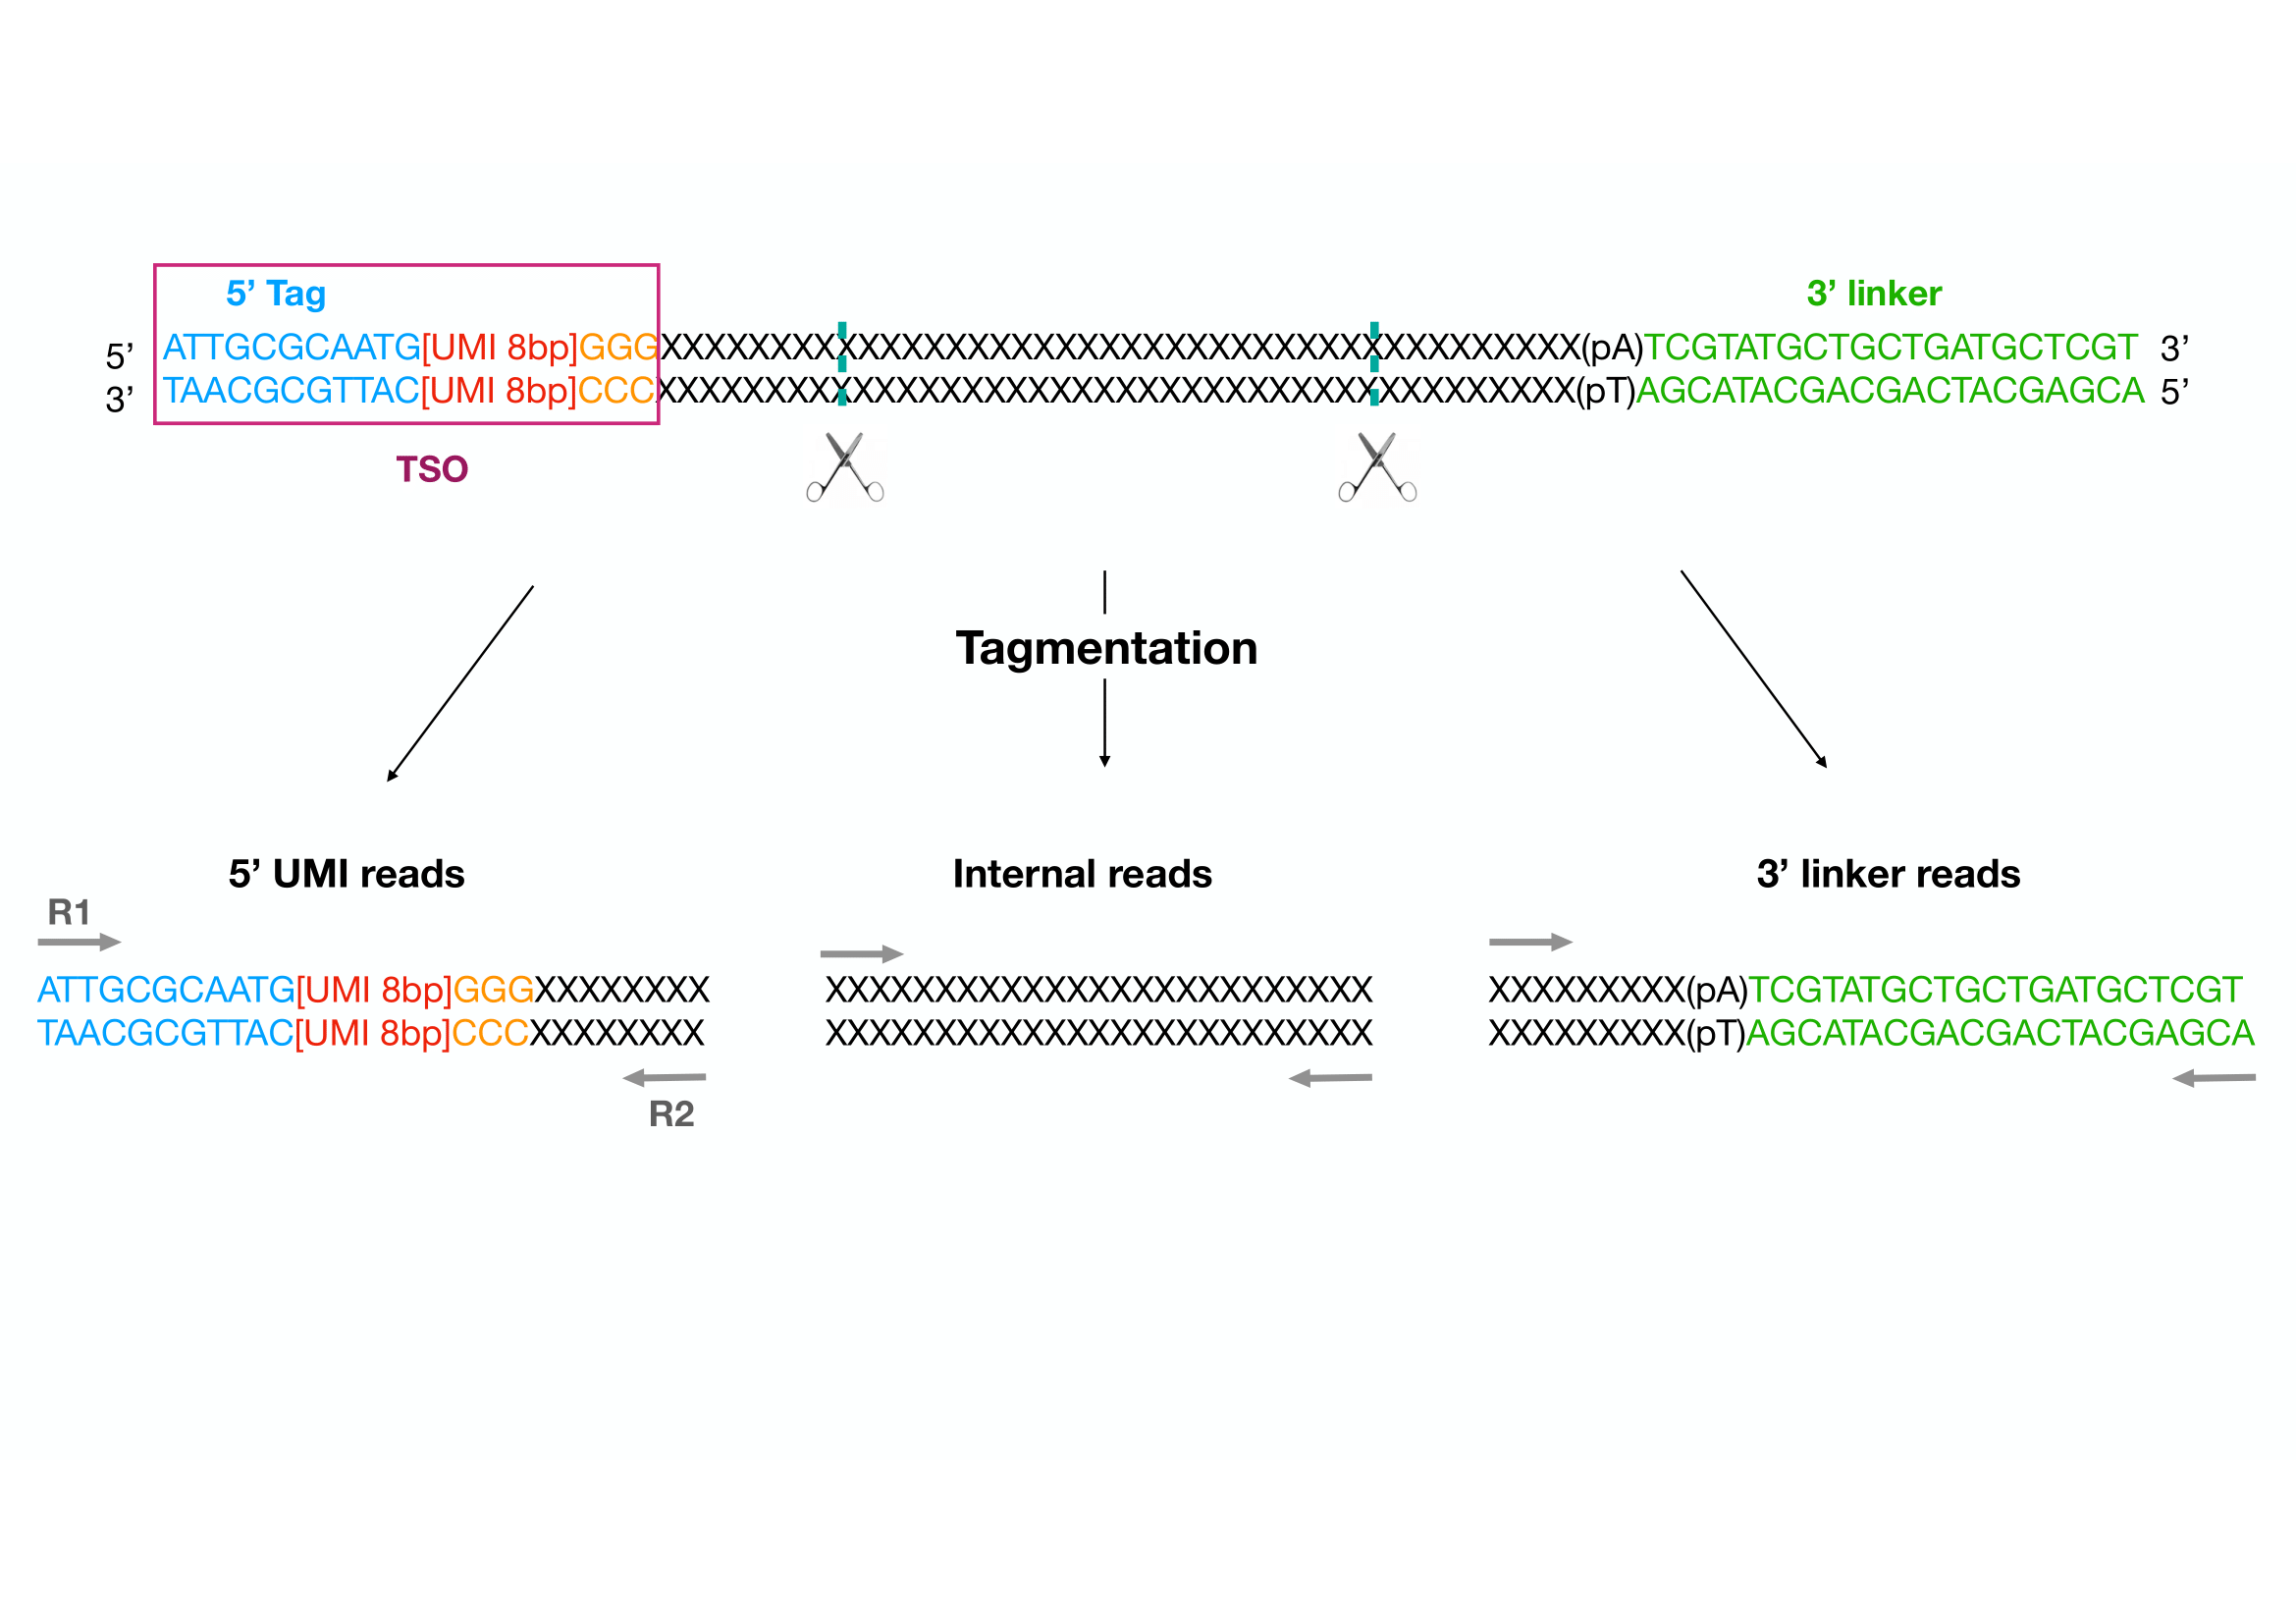 5’ Tag
3’ linker
5’ ATTGCGCAATG[UMI 8bp]GGGXXXXXXXXXXXXXXXXXXXXXXXXXXXXXXXXXXXXXXXXXX(pA)TCGTATGCTGCTGATGCTCGT 3’
3’ TAACGCGTTAC[UMI 8bp]CCCXXXXXXXXXXXXXXXXXXXXXXXXXXXXXXXXXXXXXXXXXX(pT)AGCATACGACGACTACGAGCA 5’
TSO
Tagmentation
5’ UMI reads
Internal reads
3’ linker reads
R1
ATTGCGCAATG[UMI 8bp]GGGXXXXXXXX
XXXXXXXXXXXXXXXXXXXXXXXXX
XXXXXXXXX(pA)TCGTATGCTGCTGATGCTCGT
TAACGCGTTAC[UMI 8bp]CCCXXXXXXXX
XXXXXXXXXXXXXXXXXXXXXXXXX
XXXXXXXXX(pT)AGCATACGACGACTACGAGCA
R2